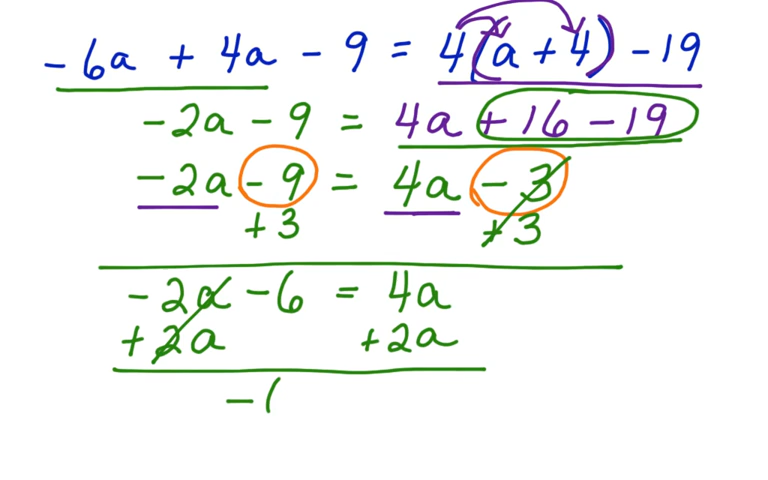 -6a + 4a - 9 = 4(a + 4) - 19
-2a - 9 = 4a + 16 - 19
-2a - 9 = 4a - 3
+3 +3
-2a - 6 = 4a
+2a +2a
-